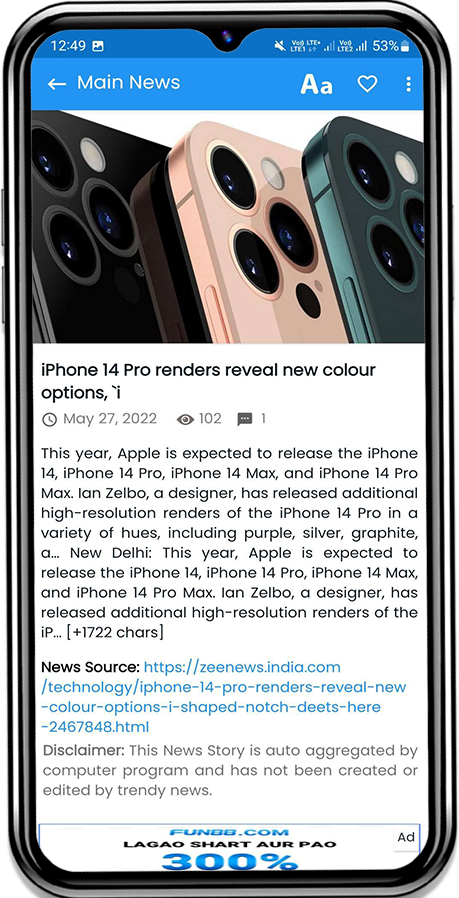 12:49 Vo) LTE+ LTE1 Vo) LTE2 53%
Main News Aa
iPhone 14 Pro renders reveal new colour
options, `i
May 27, 2022 102 1
This year, Apple is expected to release the iPhone
14, iPhone 14 Pro, iPhone 14 Max, and iPhone 14 Pro
Max. Ian Zelbo, a designer, has released additional
high-resolution renders of the iPhone 14 Pro in a
variety of hues, including purple, silver, graphite,
a... New Delhi: This year, Apple is expected to
release the iPhone 14, iPhone 14 Pro, iPhone 14 Max,
and iPhone 14 Pro Max. Ian Zelbo, a designer, has
released additional high-resolution renders of the
iP... [+1722 chars]
News Source: https://zeenews.india.com
/technology/iphone-14-pro-renders-reveal-new
-colour-options-i-shaped-notch-deets-here
-2467848.html
Disclaimer: This News Story is auto aggregated by
computer program and has not been created or
edited by trendy news.
FUN88.COM
Ad
LAGAO SHART AUR PAO
300%